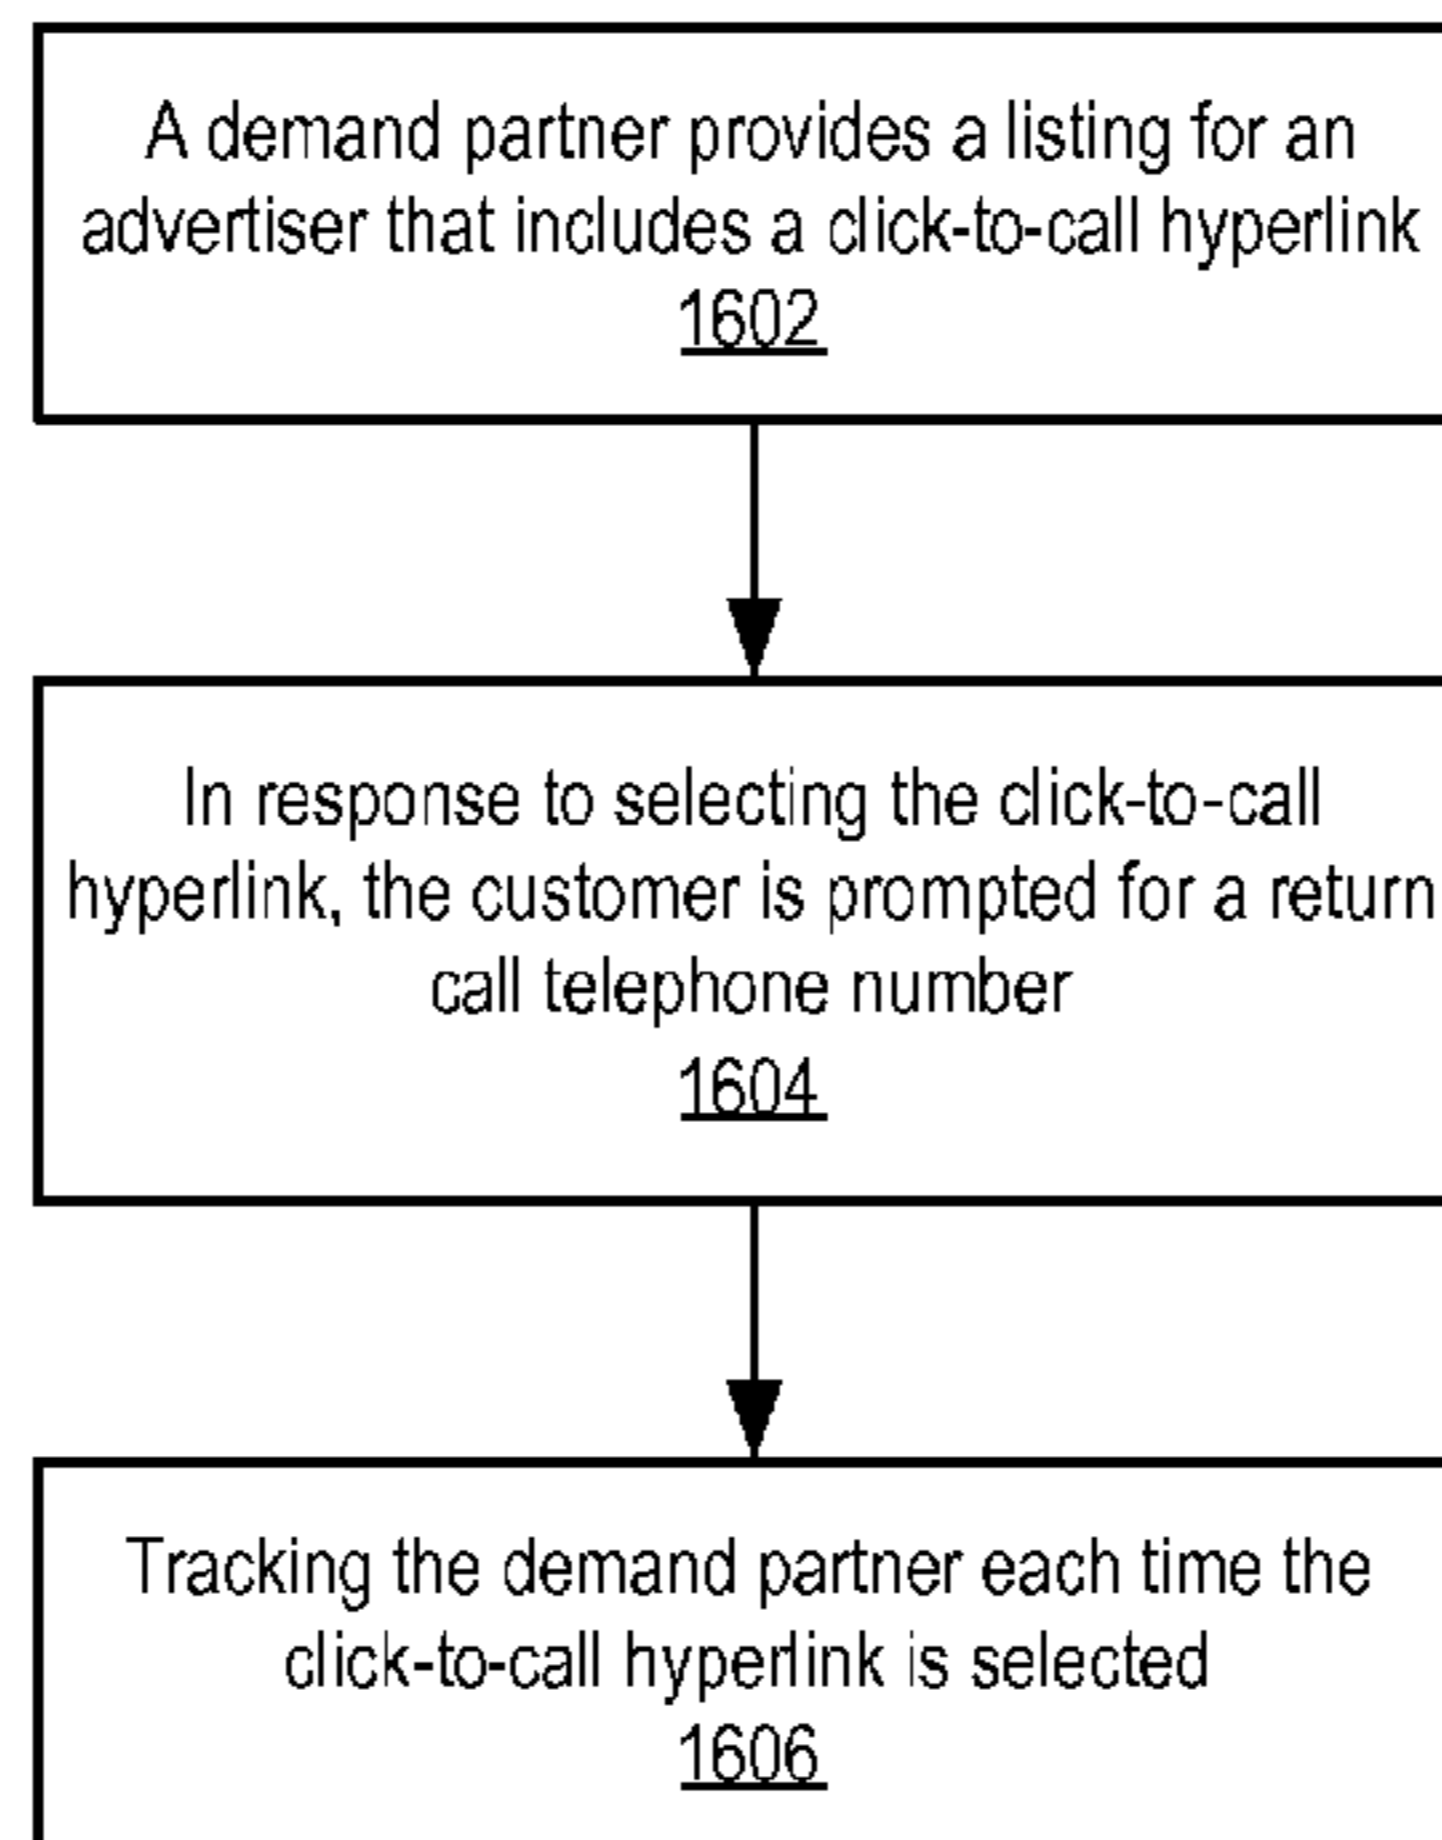 A demand partner provides a listing for an
advertiser that includes a click-to-call hyperlink
1602
In response to selecting the click-to-call
hyperlink, the customer is prompted for a return
call telephone number
1604
Tracking the demand partner each time the
click-to-call hyperlink is selected
1606